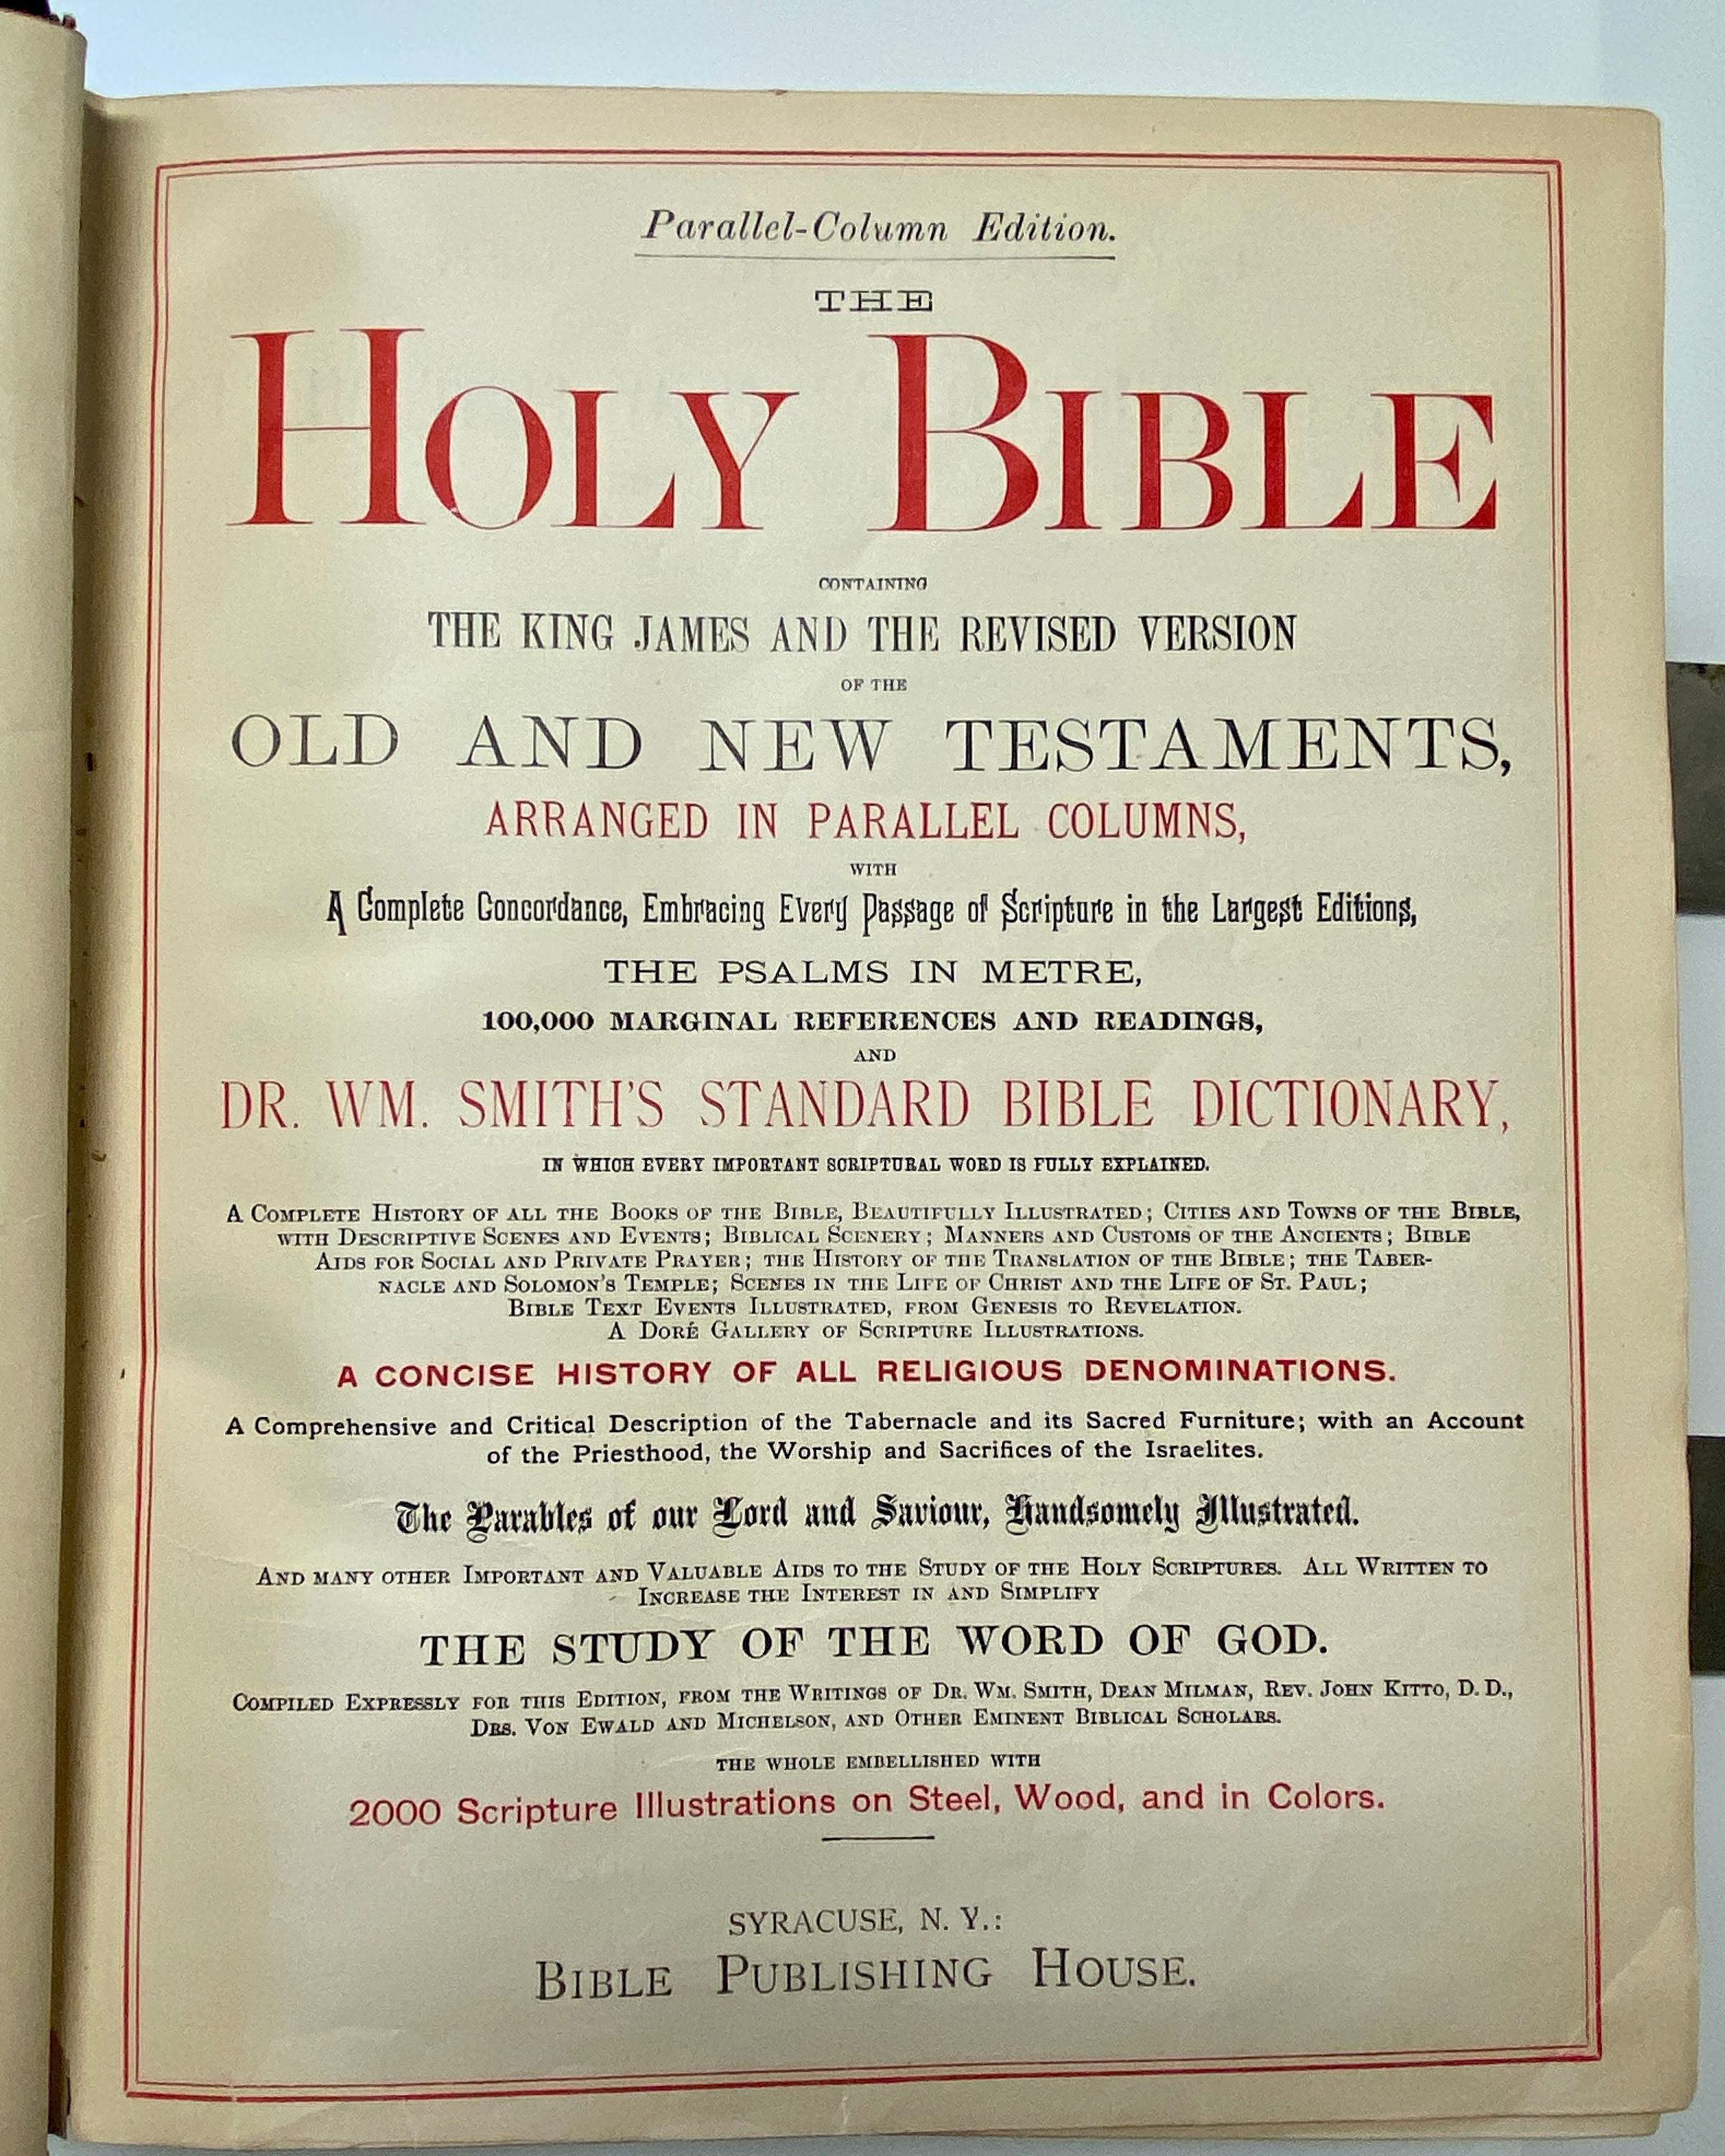 Parallel-Column Edition.
THE
HOLY BIBLE
CONTAINING
THE KING JAMES AND THE REVISED VERSION
OF THE
OLD AND NEW TESTAMENTS,
ARRANGED IN PARALLEL COLUMNS,
WITH
A Complete Concordance, Embracing Every Passage of Scripture in the Largest Editions,
THE PSALMS IN METRE,
100,000 MARGINAL REFERENCES AND READINGS,
AND
DR. WM. SMITH'S STANDARD BIBLE DICTIONARY,
IN WHICH EVERY IMPORTANT SCRIPTURAL WORD IS FULLY EXPLAINED.
A COMPLETE HISTORY OF ALL THE BOOKS OF THE BIBLE, BEAUTIFULLY ILLUSTRATED; CITIES AND TOWNS OF THE BIBLE,
WITH DESCRIPTIVE SCENES AND EVENTS; BIBLICAL SCENERY; MANNERS AND CUSTOMS OF THE ANCIENTS; BIBLE
AIDS FOR SOCIAL AND PRIVATE PRAYER; THE HISTORY OF THE TRANSLATION OF THE BIBLE; THE TABER-
NACLE AND SOLOMON'S TEMPLE; SCENES IN THE LIFE OF CHRIST AND THE LIFE OF ST. PAUL;
BIBLE TEXT EVENTS ILLUSTRATED, FROM GENESIS TO REVELATION.
A DORÉ GALLERY OF SCRIPTURE ILLUSTRATIONS.
A CONCISE HISTORY OF ALL RELIGIOUS DENOMINATIONS.
A Comprehensive and Critical Description of the Tabernacle and its Sacred Furniture; with an Account
of the Priesthood, the Worship and Sacrifices of the Israelites.
The Parables of our Lord and Saviour, Handsomely Illustrated.
AND MANY OTHER IMPORTANT AND VALUABLE AIDS TO THE STUDY OF THE HOLY SCRIPTURES. ALL WRITTEN TO
INCREASE THE INTEREST IN AND SIMPLIFY
THE STUDY OF THE WORD OF GOD.
COMPILED EXPRESSLY FOR THIS EDITION, FROM THE WRITINGS OF DR. WM. SMITH, DEAN MILMAN, REV. JOHN KITTO, D. D.,
DRS. VON EWALD AND MICHELSON, AND OTHER EMINENT BIBLICAL SCHOLARS.
THE WHOLE EMBELLISHED WITH
2000 Scripture Illustrations on Steel, Wood, and in Colors.
SYRACUSE, N. Y.:
BIBLE PUBLISHING HOUSE.